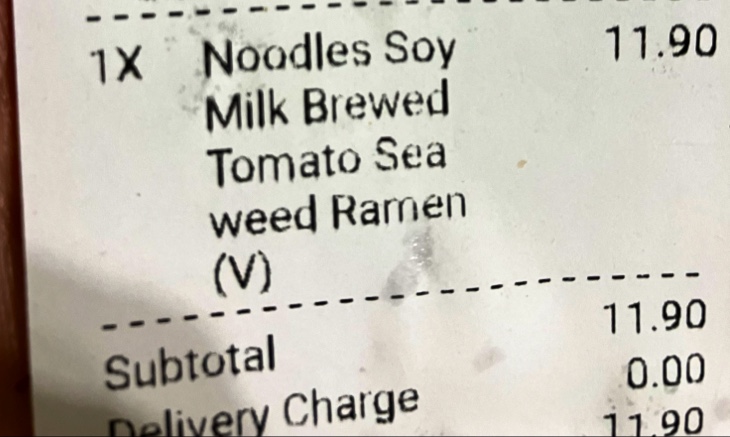 1X Noodles Soy 11.90
Milk Brewed
Tomato Sea
weed Ramen
(V)
Subtotal 11.90
Delivery Charge 0.00
11.90